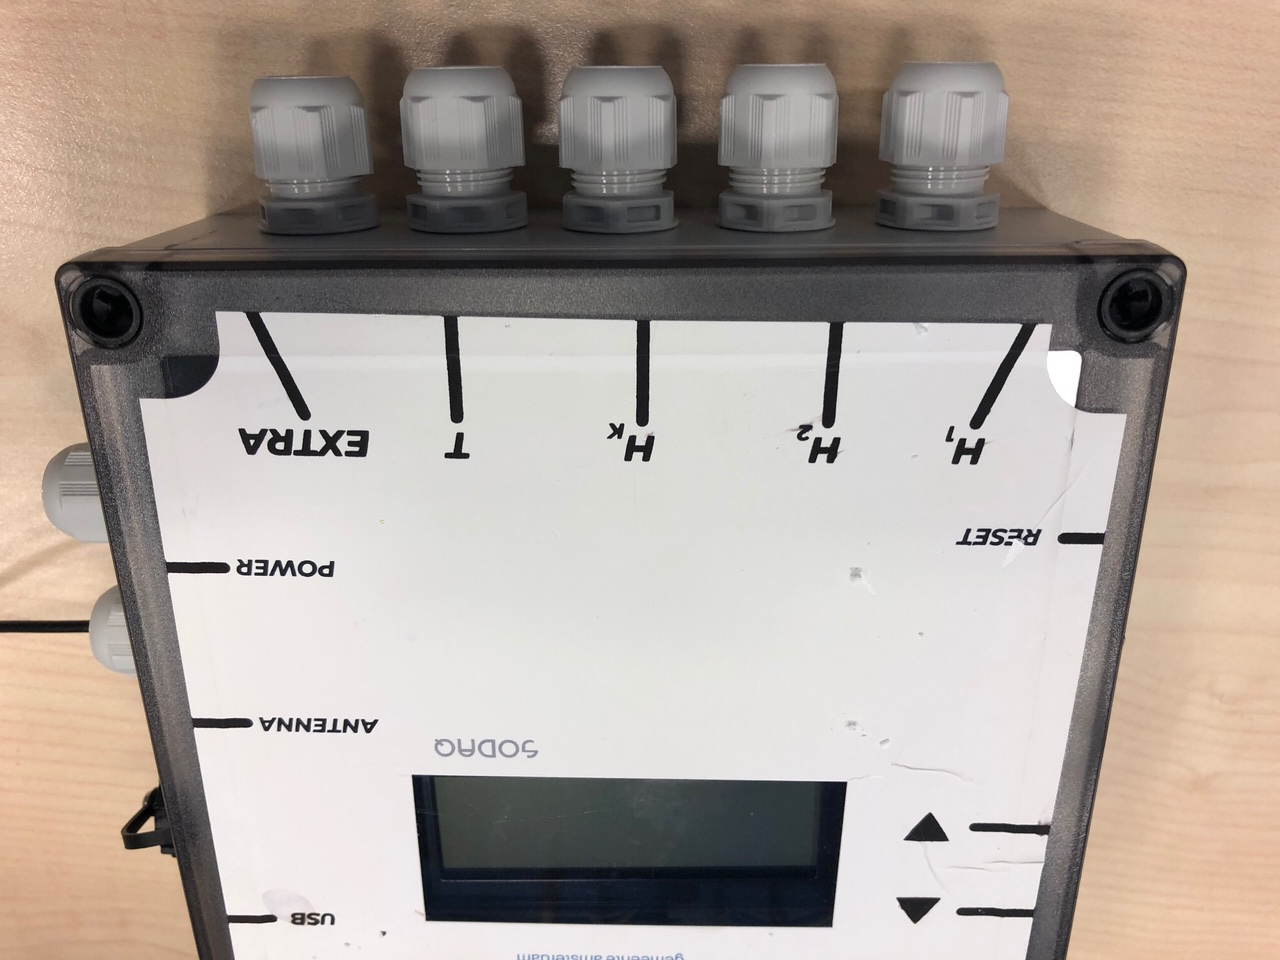 gemeente amsterdam
USB
SODAQ
ANTENNA
POWER
RESET
H₁ H₂ Hₖ T EXTRA